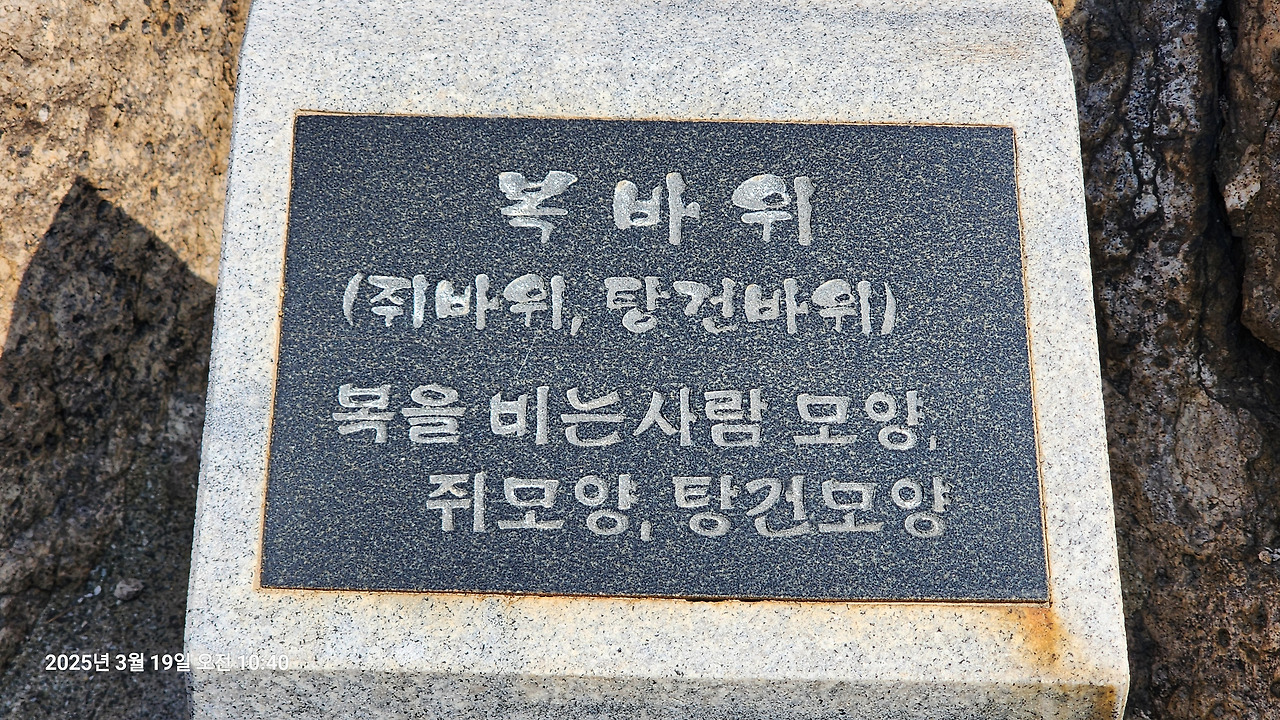 복 바 위
(쥐바위, 탕건바위)
복을 비는사람 모양,
쥐모양, 탕건모양
2025년 3월 19일 오전 10:40